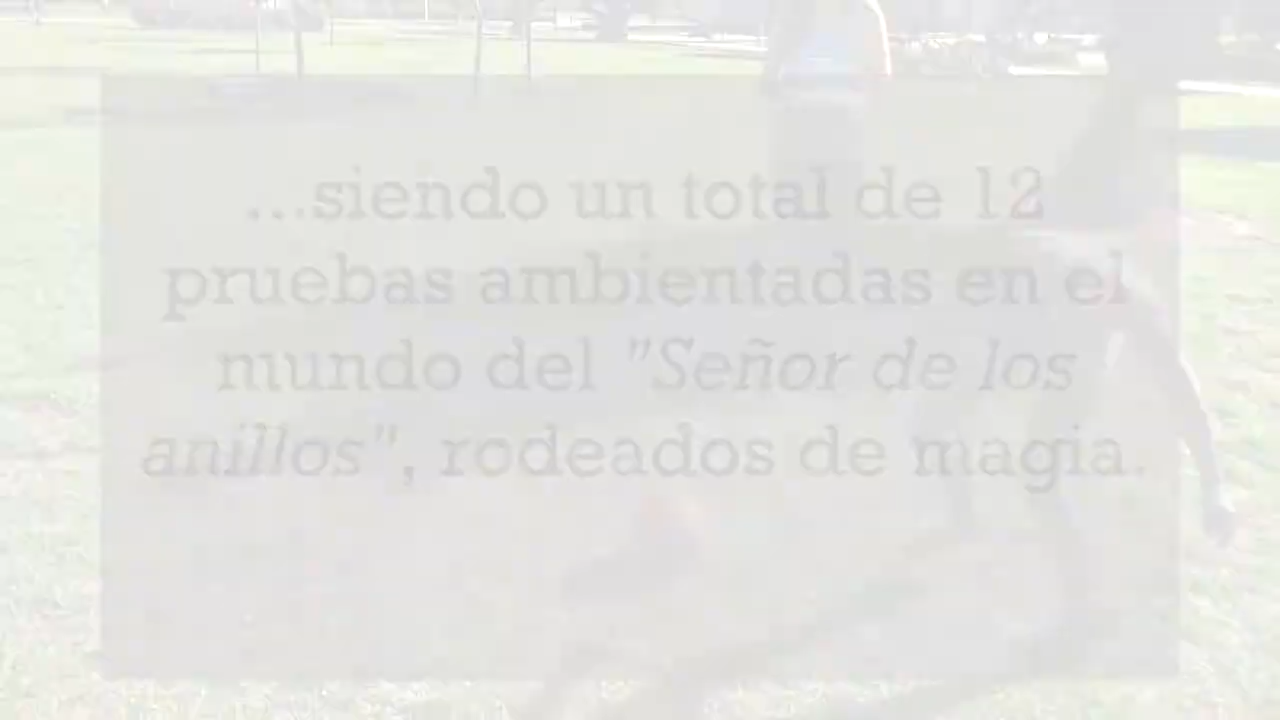 ...siendo un total de 12
pruebas ambientadas en el
mundo del "Señor de los
anillos", rodeados de magia.